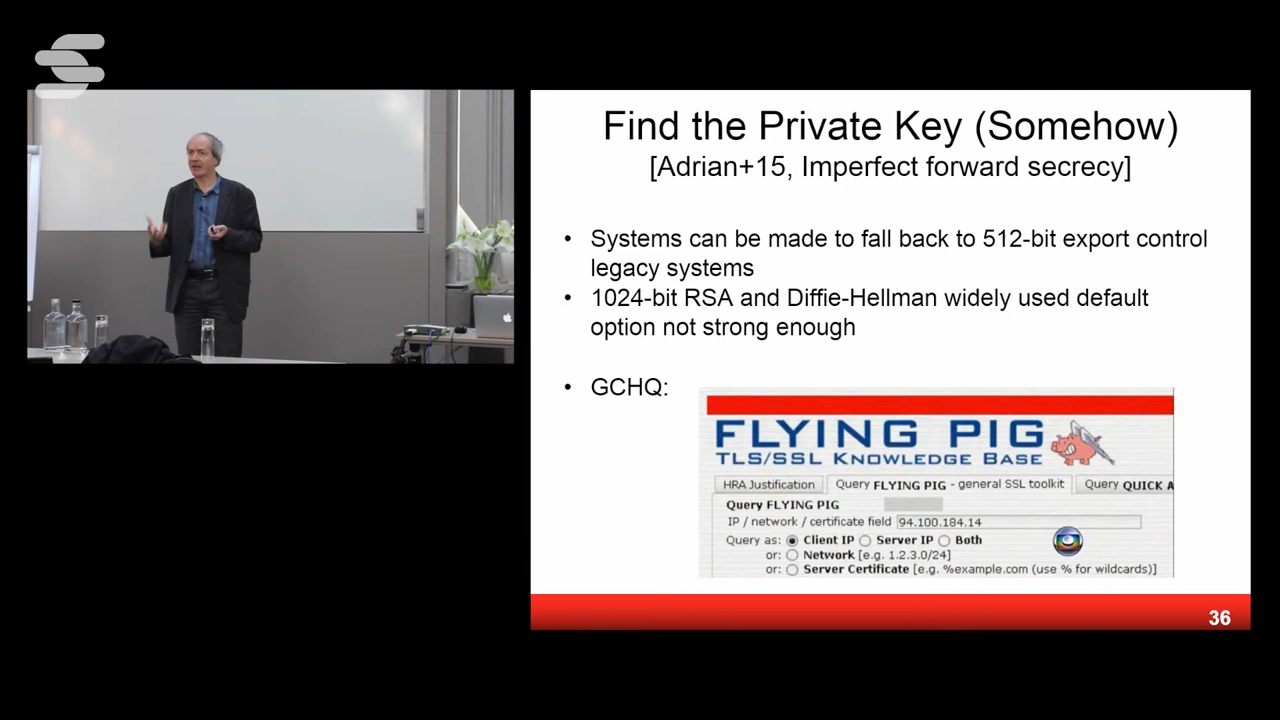 Find the Private Key (Somehow)
[Adrian+15, Imperfect forward secrecy]
• Systems can be made to fall back to 512-bit export control
legacy systems
• 1024-bit RSA and Diffie-Hellman widely used default
option not strong enough
• GCHQ:
FLYING PIG
TLS/SSL KNOWLEDGE BASE
HRA Justification
Query FLYING PIG - general SSL toolkit
Query QUICK A
Query FLYING PIG
IP / network / certificate field 94.100.184.14
Query as: Client IP Server IP Both
or: Network [e.g. 1.2.3.0/24]
or: Server Certificate [e.g. %example.com (use % for wildcards)]
36